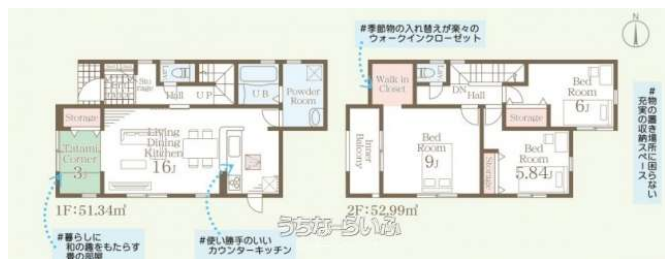 #季節物の入れ替えが楽々の
ウォークインクローゼット
N
Storage
Hall
UP
UB
Powder
Room
Storage
Tatami
Corner
3J
Living
Dining
Kitchen
16J
1F:51.34㎡
#暮らしに
和の趣をもたらす
畳の部屋
#使い勝手のいい
カウンターキッチン
Walk in
Closet
DN
Hall
Bed
Room
6J
Storage
Inner
Balcony
Bed
Room
9J
Storage
Bed
Room
5.84J
2F:52.99㎡
#物の置き場所に困らない
充実の収納スペース
うちなーらいふ